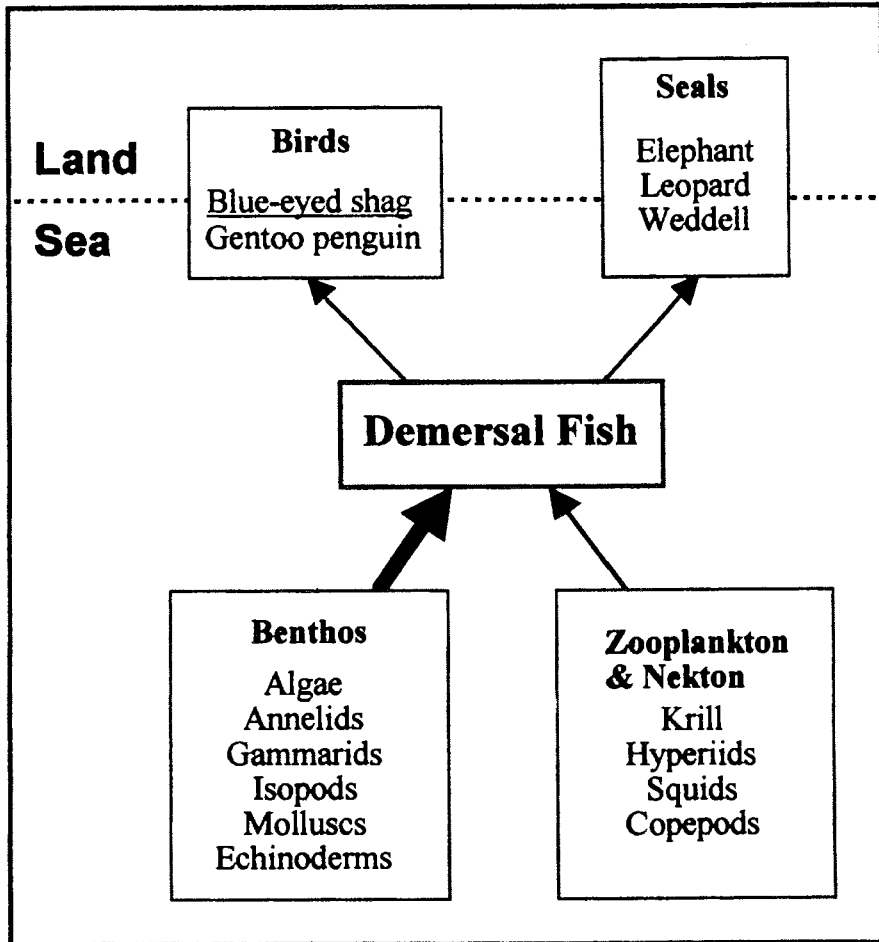 Land
Sea
Birds
Blue-eyed shag
Gentoo penguin
Seals
Elephant
Leopard
Weddell
Demersal Fish
Benthos
Algae
Annelids
Gammarids
Isopods
Molluscs
Echinoderms
Zooplankton
& Nekton
Krill
Hyperiids
Squids
Copepods